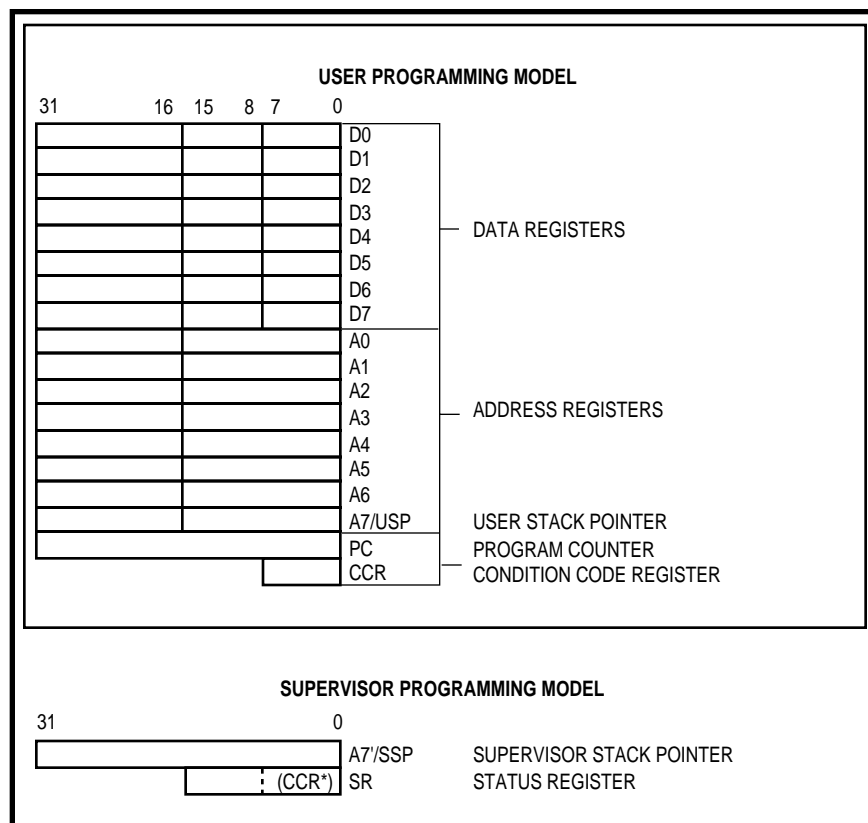 USER PROGRAMMING MODEL
31 16 15 8 7 0
D0
D1
D2
D3
D4 DATA REGISTERS
D5
D6
D7
A0
A1
A2
A3 ADDRESS REGISTERS
A4
A5
A6
A7/USP USER STACK POINTER
PC PROGRAM COUNTER
CCR CONDITION CODE REGISTER
SUPERVISOR PROGRAMMING MODEL
31 0
A7'/SSP SUPERVISOR STACK POINTER
(CCR*) SR STATUS REGISTER